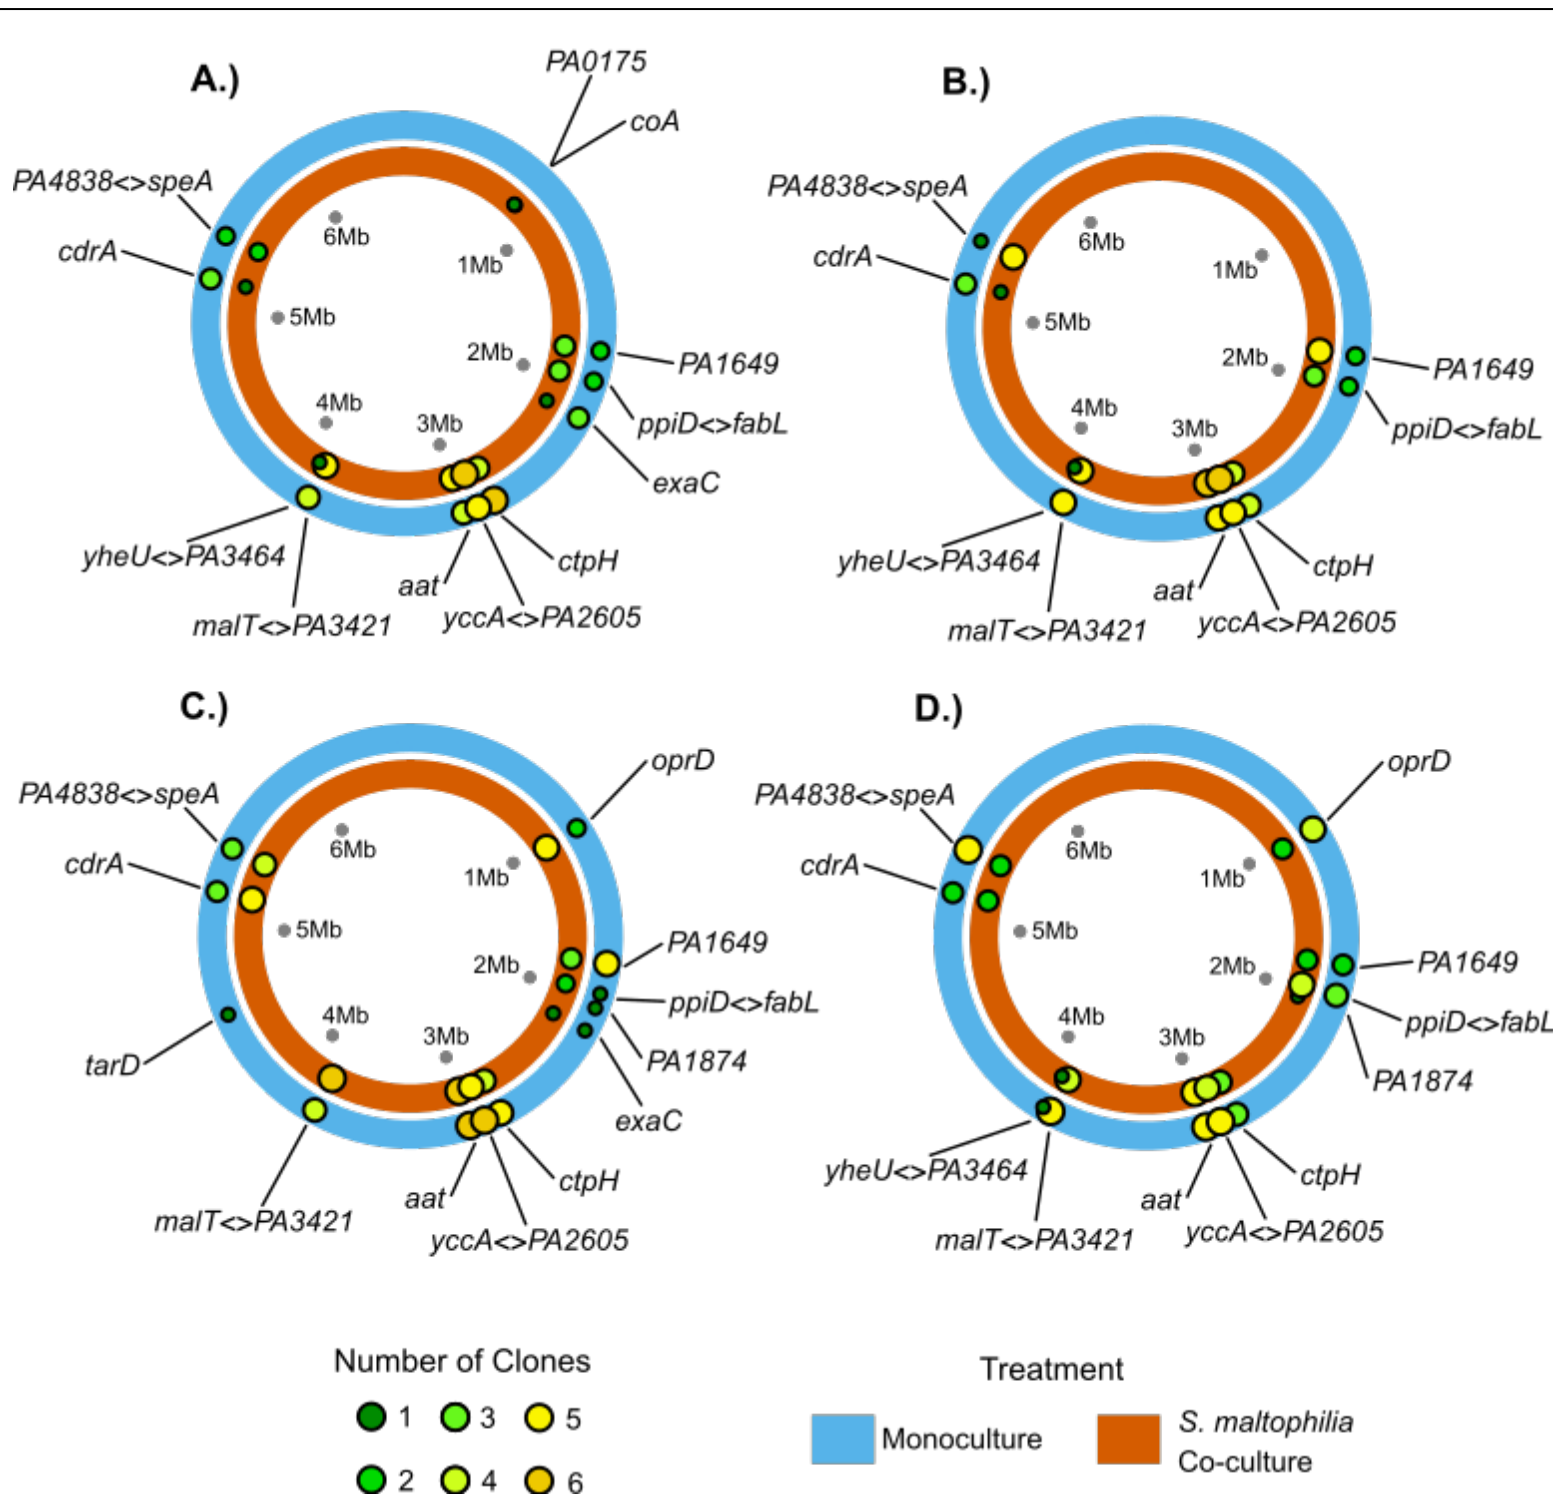 A.)
PA0175
coA
PA4838<>speA
cdrA
6Mb
1Mb
5Mb
2Mb
4Mb
3Mb
PA1649
ppiD<>fabL
exaC
yheU<>PA3464
ctpH
aat
malT<>PA3421
yccA<>PA2605
B.)
PA4838<>speA
cdrA
6Mb
1Mb
5Mb
2Mb
4Mb
3Mb
PA1649
ppiD<>fabL
yheU<>PA3464
ctpH
aat
malT<>PA3421
yccA<>PA2605
C.)
oprD
PA4838<>speA
cdrA
6Mb
1Mb
5Mb
2Mb
4Mb
3Mb
PA1649
ppiD<>fabL
PA1874
exaC
tarD
ctpH
aat
malT<>PA3421
yccA<>PA2605
D.)
oprD
PA4838<>speA
cdrA
6Mb
1Mb
5Mb
2Mb
4Mb
3Mb
PA1649
ppiD<>fabL
PA1874
yheU<>PA3464
ctpH
aat
malT<>PA3421
yccA<>PA2605
Number of Clones
1 3 5
2 4 6
Treatment
Monoculture
S. maltophilia
Co-culture